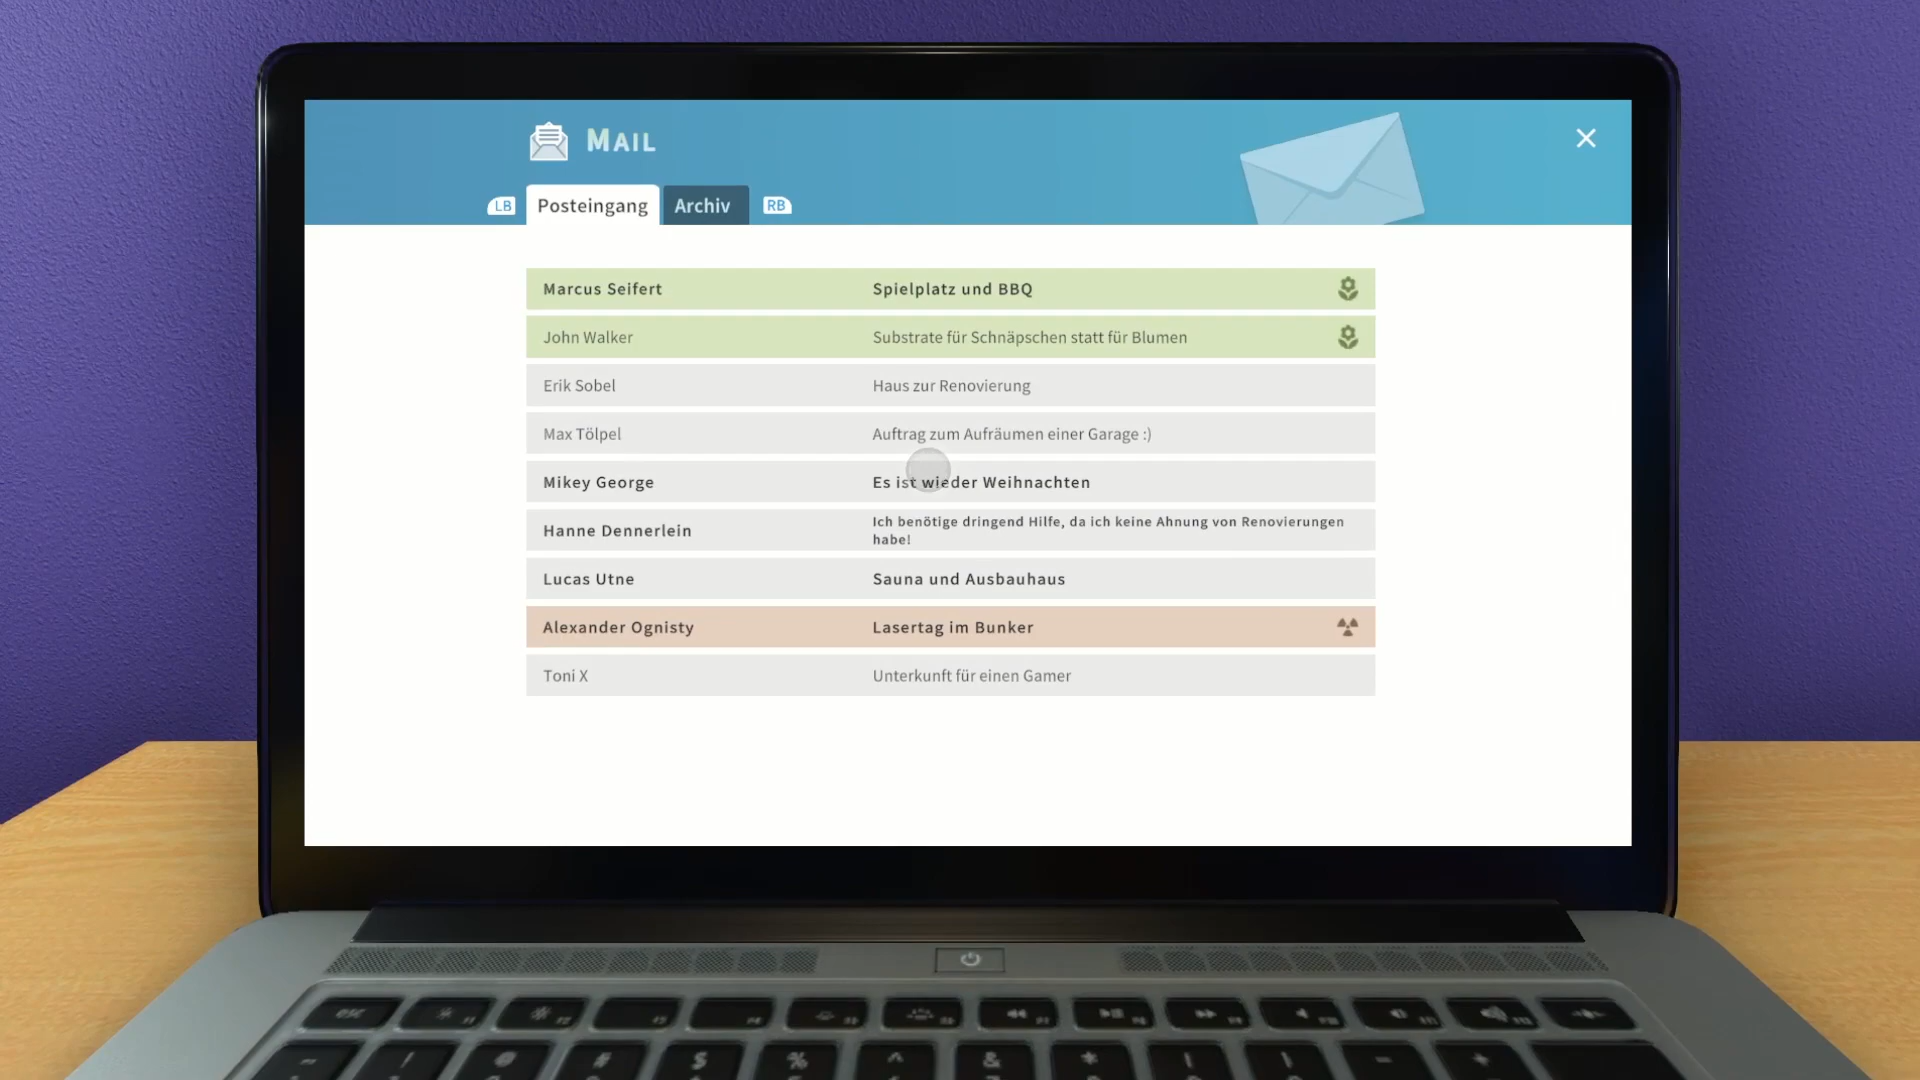 MAIL
LB Posteingang Archiv RB
Marcus Seifert Spielplatz und BBQ
John Walker Substrate für Schnäpschen statt für Blumen
Erik Sobel Haus zur Renovierung
Max Tölpel Auftrag zum Aufräumen einer Garage :)
Mikey George Es ist wieder Weihnachten
Hanne Dennerlein Ich benötige dringend Hilfe, da ich keine Ahnung von Renovierungen
habe!
Lucas Utne Sauna und Ausbauhaus
Alexander Ognisty Lasertag im Bunker
Toni X Unterkunft für einen Gamer
esc